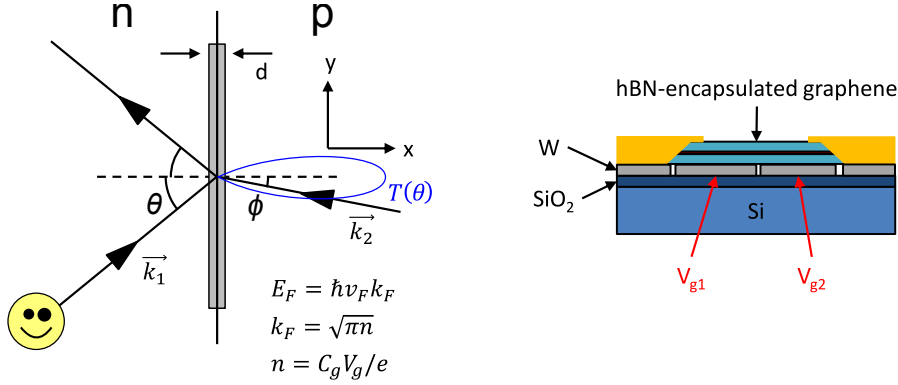 n
p
d
y
x
θ
ϕ
T(θ)
k₁
k₂
E_F = ħv_F k_F
k_F = √πn
n = C_g V_g/e
hBN-encapsulated graphene
W
SiO₂
Si
V_g1
V_g2